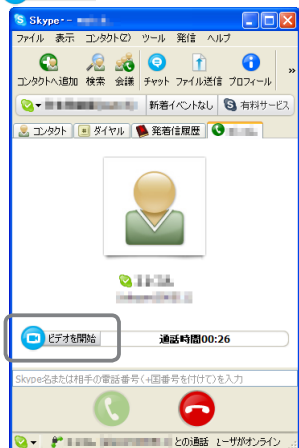 Skype™ -
ファイル 表示 コンタクト(Z) ツール 発信 ヘルプ
コンタクトへ追加 検索 会議 チャット ファイル送信 プロフィール »
新着イベントなし 有料サービス
コンタクト ダイヤル 発着信履歴
ビデオを開始 通話時間00:26
Skype名または相手の電話番号(+国番号を付けて)を入力
との通話 ユーザがオンライン